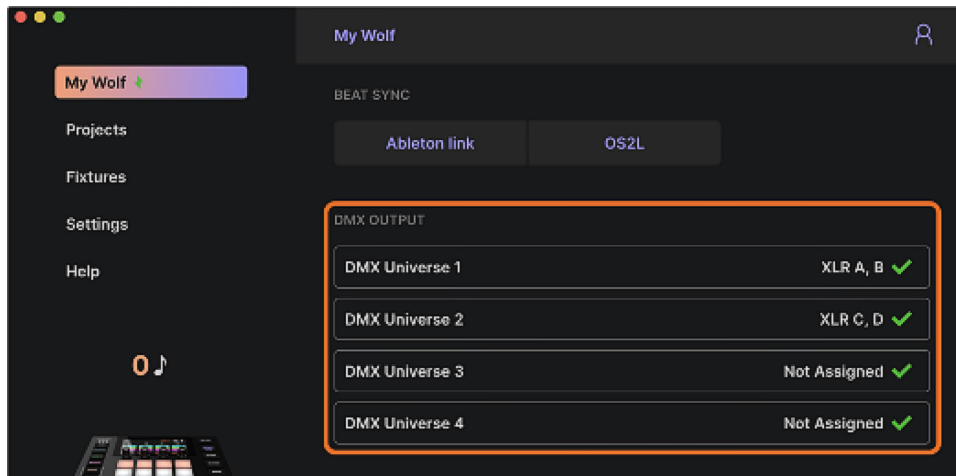 My Wolf
My Wolf
Projects
Fixtures
Settings
Help
0
BEAT SYNC
Ableton link
OS2L
DMX OUTPUT
DMX Universe 1 XLR A, B
DMX Universe 2 XLR C, D
DMX Universe 3 Not Assigned
DMX Universe 4 Not Assigned